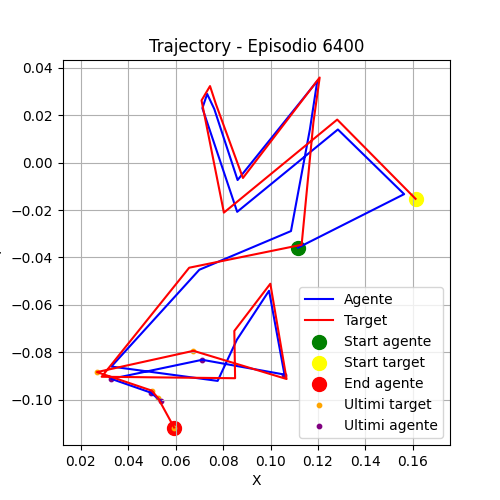 Trajectory - Episodio 6400
0.04
0.02
0.00
−0.02
−0.04
−0.06
−0.08
−0.10
0.02 0.04 0.06 0.08 0.10 0.12 0.14 0.16
X
Agente
Target
Start agente
Start target
End agente
Ultimi target
Ultimi agente